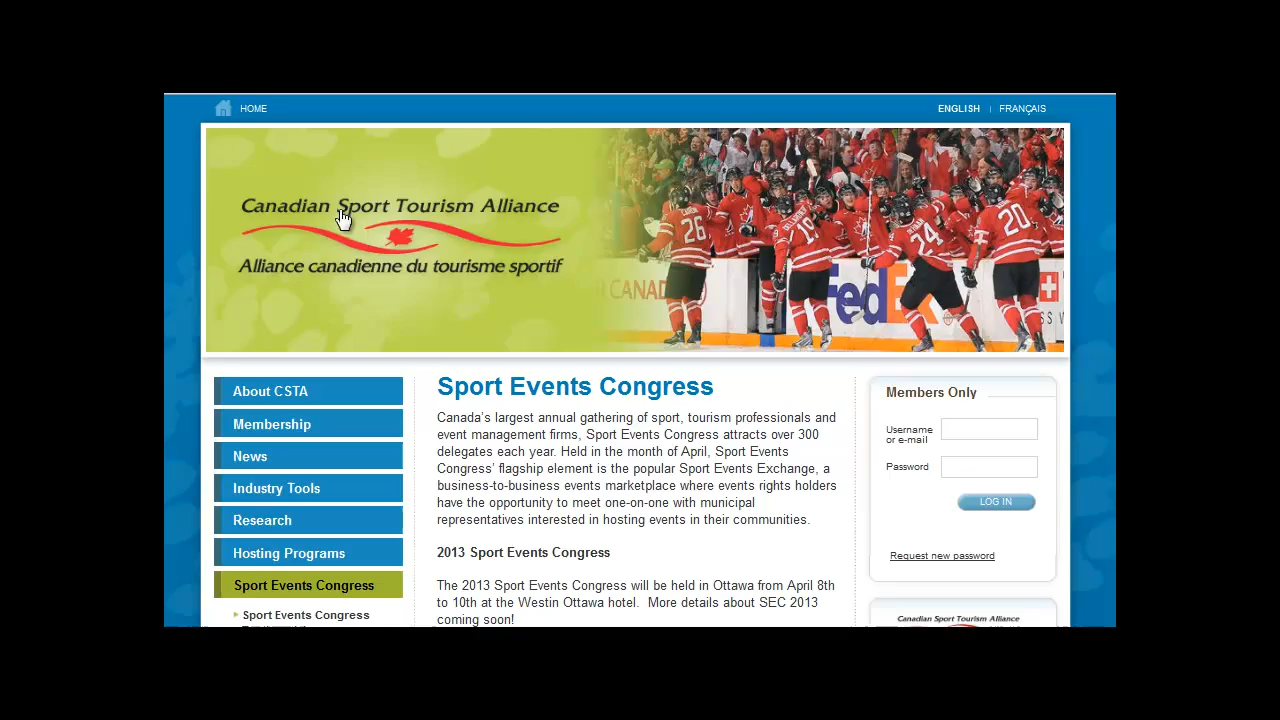 HOME
ENGLISH | FRANÇAIS
Canadian Sport Tourism Alliance
Alliance canadienne du tourisme sportif
26
19
24
20
CANAD
FedEx
About CSTA
Membership
News
Industry Tools
Research
Hosting Programs
Sport Events Congress
Sport Events Congress
Sport Events Congress
Canada's largest annual gathering of sport, tourism professionals and
event management firms, Sport Events Congress attracts over 300
delegates each year. Held in the month of April, Sport Events
Congress' flagship element is the popular Sport Events Exchange, a
business-to-business events marketplace where events rights holders
have the opportunity to meet one-on-one with municipal
representatives interested in hosting events in their communities.
2013 Sport Events Congress
The 2013 Sport Events Congress will be held in Ottawa from April 8th
to 10th at the Westin Ottawa hotel. More details about SEC 2013
coming soon!
Members Only
Username
or e-mail
Password
LOG IN
Request new password
Canadian Sport Tourism Alliance